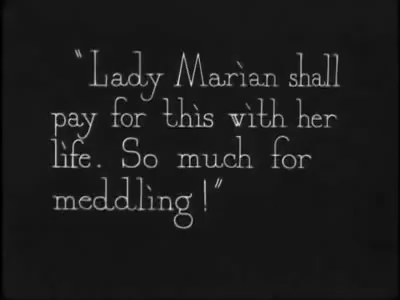 "Lady Marian shall
pay for this with her
life. So much for
meddling!"